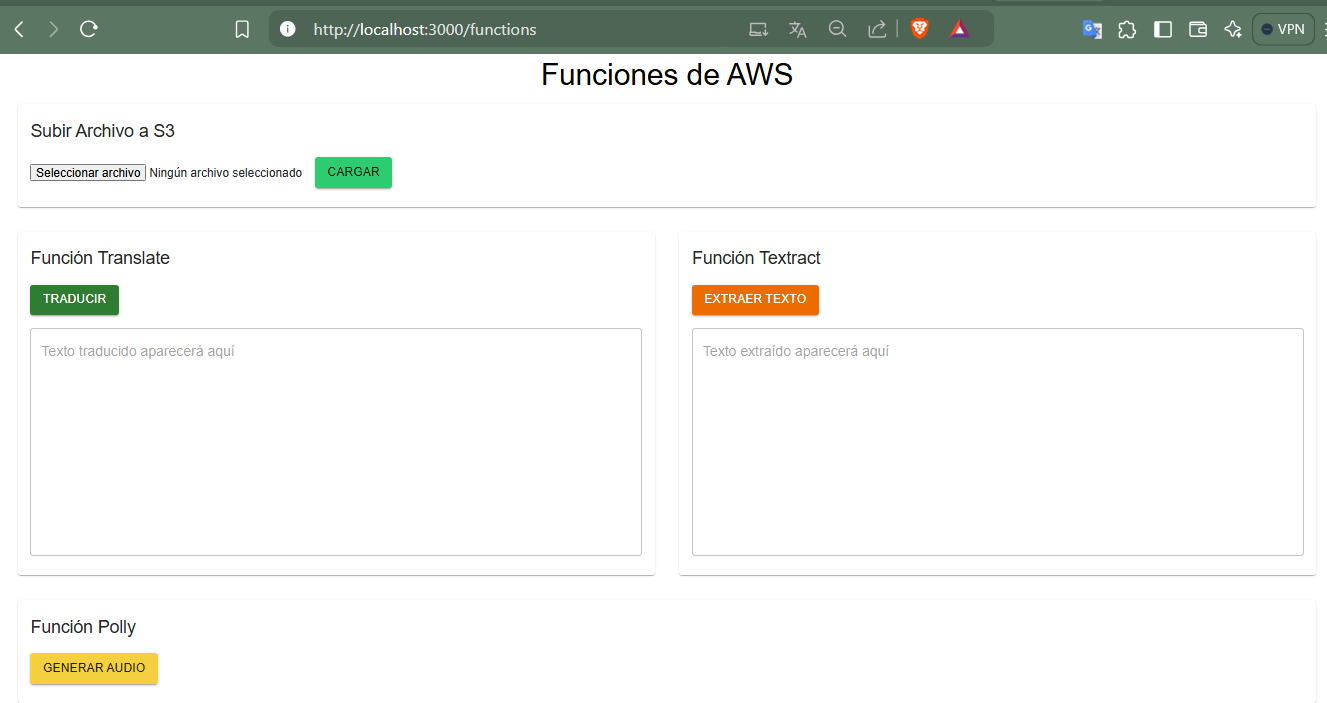 http://localhost:3000/functions
VPN
Funciones de AWS
Subir Archivo a S3
Seleccionar archivo Ningún archivo seleccionado CARGAR
Función Translate
TRADUCIR
Texto traducido aparecerá aquí
Función Textract
EXTRAER TEXTO
Texto extraído aparecerá aquí
Función Polly
GENERAR AUDIO